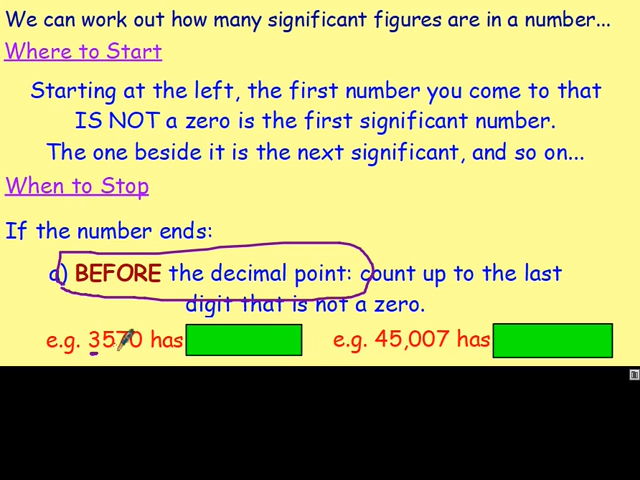 We can work out how many significant figures are in a number...
Where to Start
Starting at the left, the first number you come to that
IS NOT a zero is the first significant number.
The one beside it is the next significant, and so on...
When to Stop
If the number ends:
a) BEFORE the decimal point: count up to the last
digit that is not a zero.
e.g. 3570 has e.g. 45,007 has